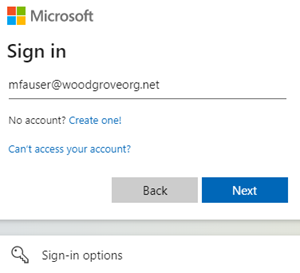 Microsoft
Sign in
mfauser@woodgroveorg.net
No account? Create one!
Can't access your account?
Back Next
Sign-in options